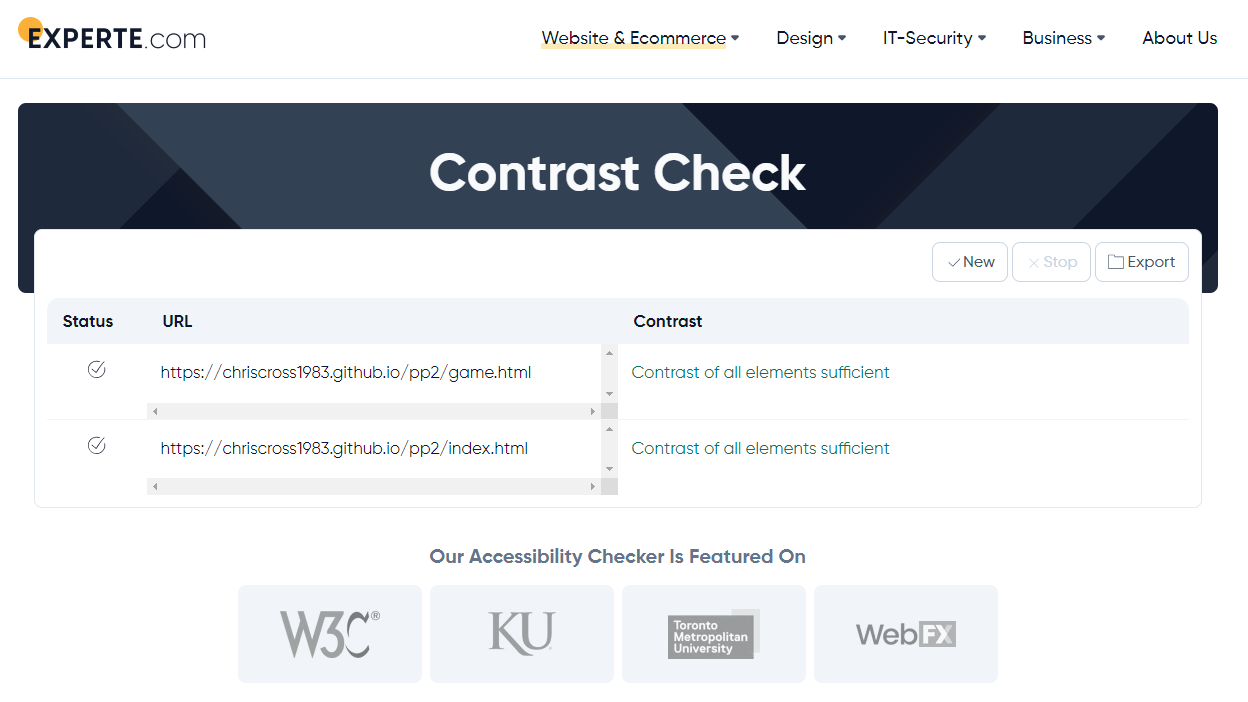 EXPERTE.com
Website & Ecommerce Design IT-Security Business About Us
Contrast Check
New Stop Export
Status URL Contrast
https://chriscross1983.github.io/pp2/game.html Contrast of all elements sufficient
https://chriscross1983.github.io/pp2/index.html Contrast of all elements sufficient
Our Accessibility Checker Is Featured On
W3C®
KU
Toronto
Metropolitan
University
WebFX